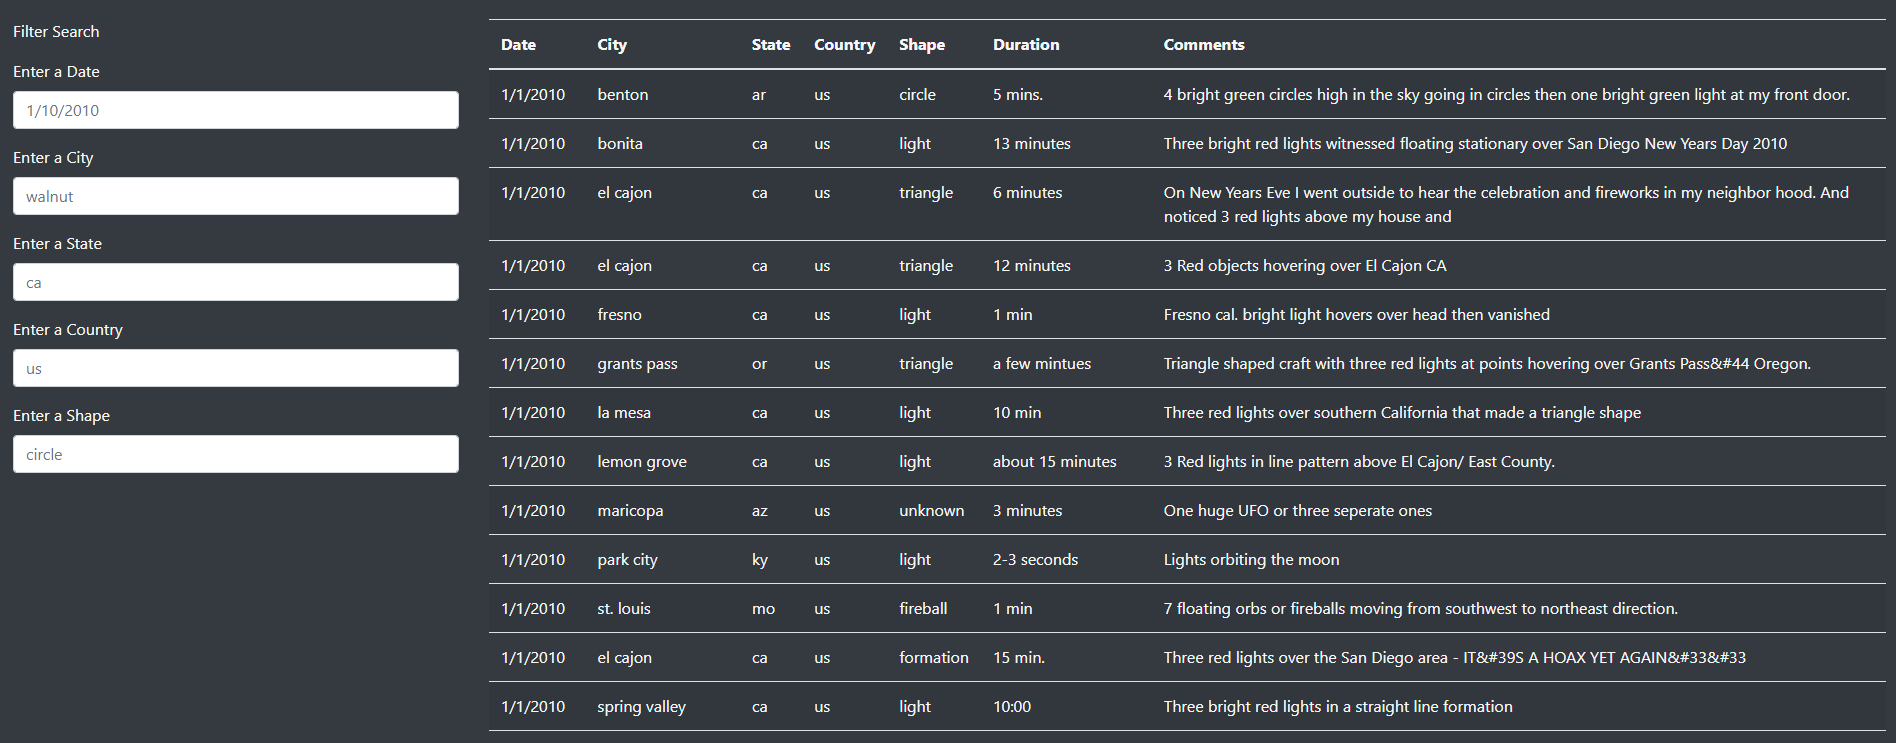 Filter Search
Enter a Date
1/10/2010
Enter a City
walnut
Enter a State
ca
Enter a Country
us
Enter a Shape
circle
Date City State Country Shape Duration Comments
1/1/2010 benton ar us circle 5 mins. 4 bright green circles high in the sky going in circles then one bright green light at my front door.
1/1/2010 bonita ca us light 13 minutes Three bright red lights witnessed floating stationary over San Diego New Years Day 2010
1/1/2010 el cajon ca us triangle 6 minutes On New Years Eve I went outside to hear the celebration and fireworks in my neighbor hood. And
noticed 3 red lights above my house and
1/1/2010 el cajon ca us triangle 12 minutes 3 Red objects hovering over El Cajon CA
1/1/2010 fresno ca us light 1 min Fresno cal. bright light hovers over head then vanished
1/1/2010 grants pass or us triangle a few mintues Triangle shaped craft with three red lights at points hovering over Grants Pass&#44 Oregon.
1/1/2010 la mesa ca us light 10 min Three red lights over southern California that made a triangle shape
1/1/2010 lemon grove ca us light about 15 minutes 3 Red lights in line pattern above El Cajon/ East County.
1/1/2010 maricopa az us unknown 3 minutes One huge UFO or three seperate ones
1/1/2010 park city ky us light 2-3 seconds Lights orbiting the moon
1/1/2010 st. louis mo us fireball 1 min 7 floating orbs or fireballs moving from southwest to northeast direction.
1/1/2010 el cajon ca us formation 15 min. Three red lights over the San Diego area - IT&#39S A HOAX YET AGAIN&#33&#33
1/1/2010 spring valley ca us light 10:00 Three bright red lights in a straight line formation